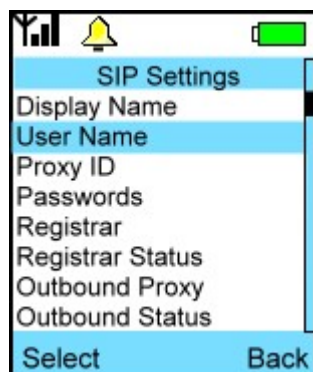 SIP Settings
Display Name
User Name
Proxy ID
Passwords
Registrar
Registrar Status
Outbound Proxy
Outbound Status
Select Back